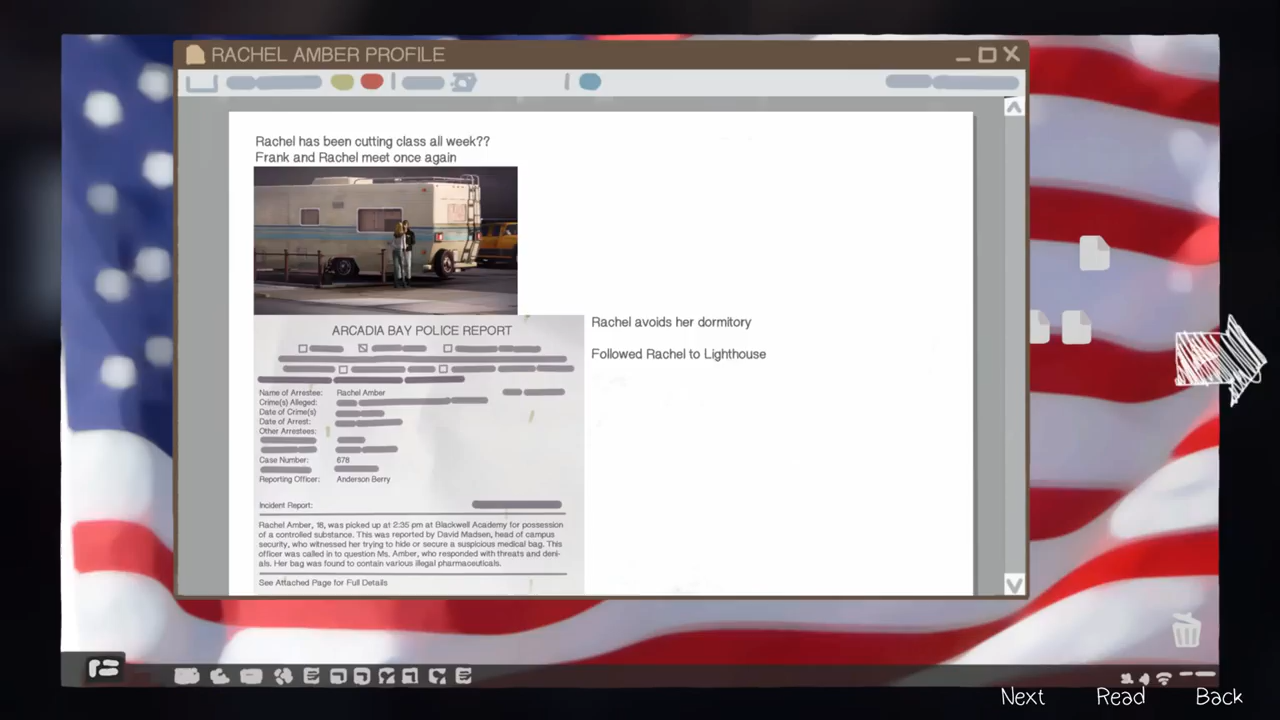 RACHEL AMBER PROFILE
Rachel has been cutting class all week??
Frank and Rachel meet once again
ARCADIA BAY POLICE REPORT
Name of Arrestee: Rachel Amber
Crime(s) Alleged:
Date of Crime(s)
Date of Arrest:
Other Arrestees:
Case Number: 678
Reporting Officer: Anderson Berry
Incident Report:
Rachel Amber, 18, was picked up at 2:35 pm at Blackwell Academy for possession
of a controlled substance. This was reported by David Madsen, head of campus
security, who witnessed her trying to hide or secure a suspicious medical bag. This
officer was called in to question Ms. Amber, who responded with threats and deni-
als. Her bag was found to contain various illegal pharmaceuticals.
See Attached Page for Full Details
Rachel avoids her dormitory
Followed Rachel to Lighthouse
Next Read Back